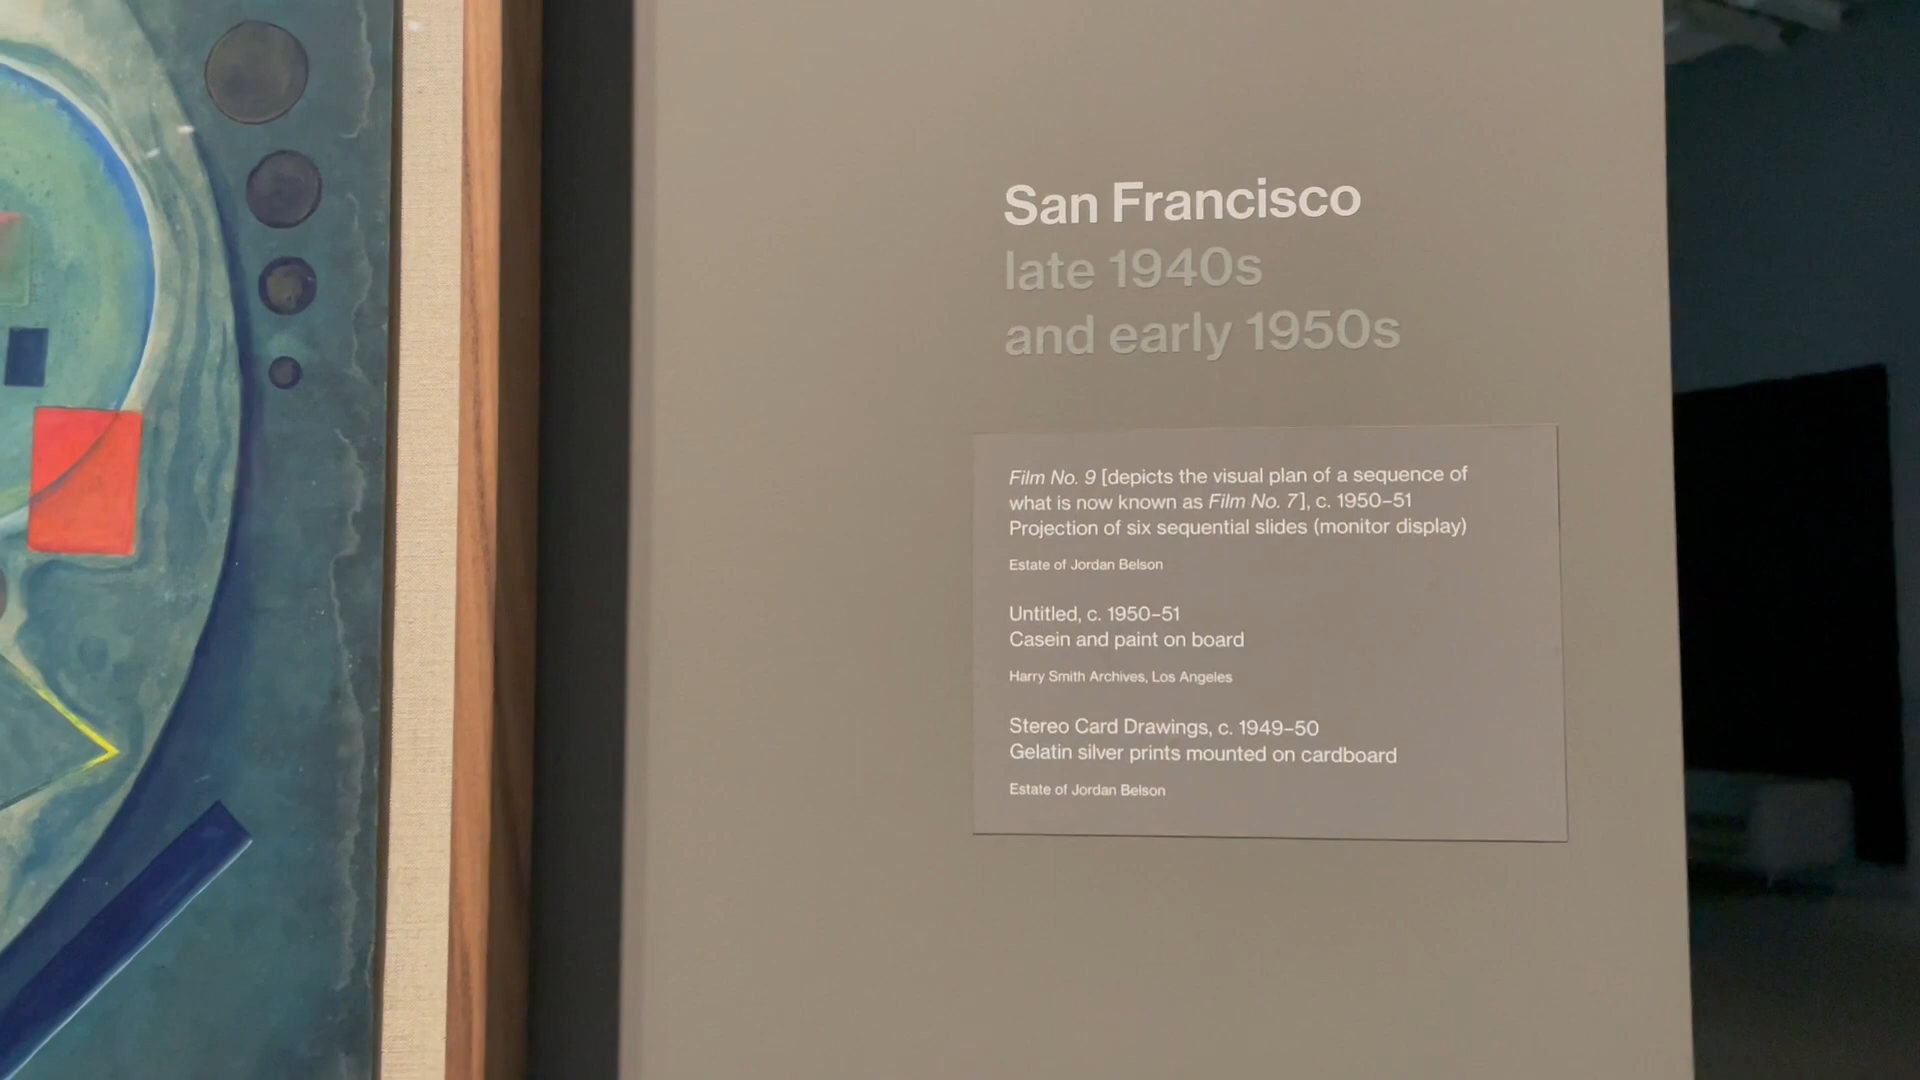 San Francisco
late 1940s
and early 1950s
Film No. 9 [depicts the visual plan of a sequence of
what is now known as Film No. 7], c. 1950–51
Projection of six sequential slides (monitor display)
Estate of Jordan Belson
Untitled, c. 1950–51
Casein and paint on board
Harry Smith Archives, Los Angeles
Stereo Card Drawings, c. 1949–50
Gelatin silver prints mounted on cardboard
Estate of Jordan Belson